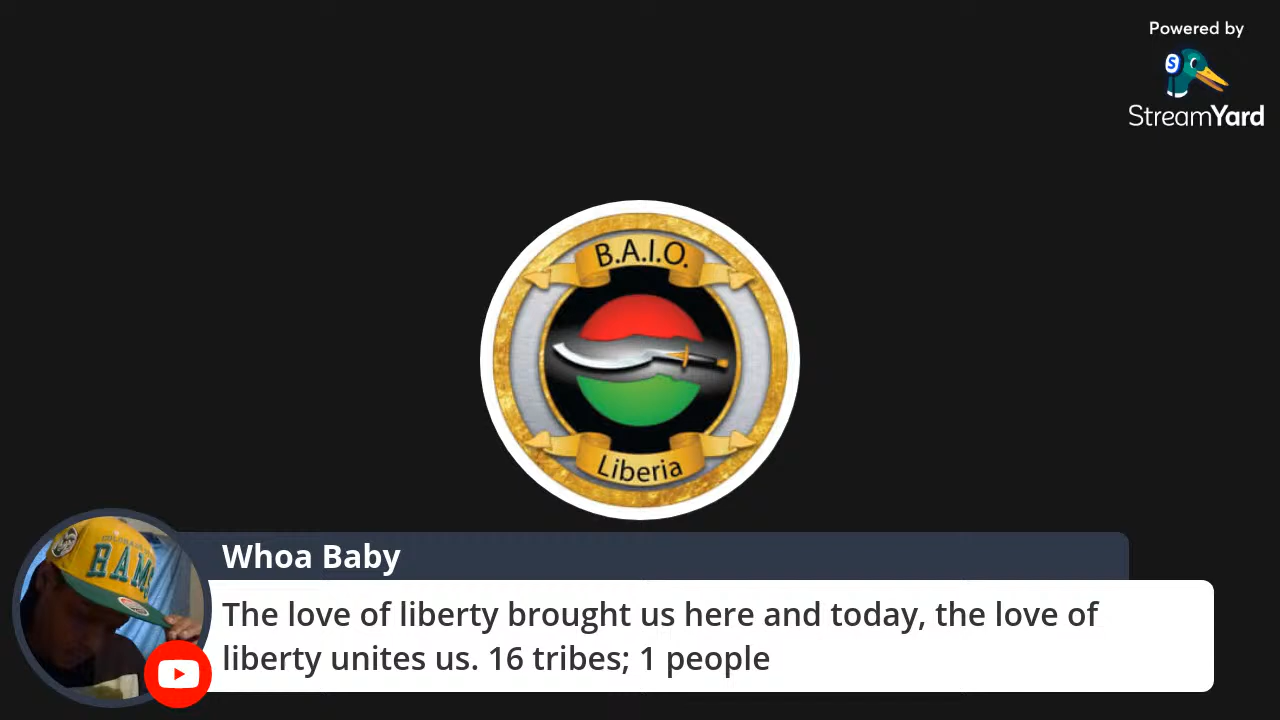 Powered by
StreamYard
B.A.I.O.
Liberia
BAMS
Whoa Baby
The love of liberty brought us here and today, the love of
liberty unites us. 16 tribes; 1 people